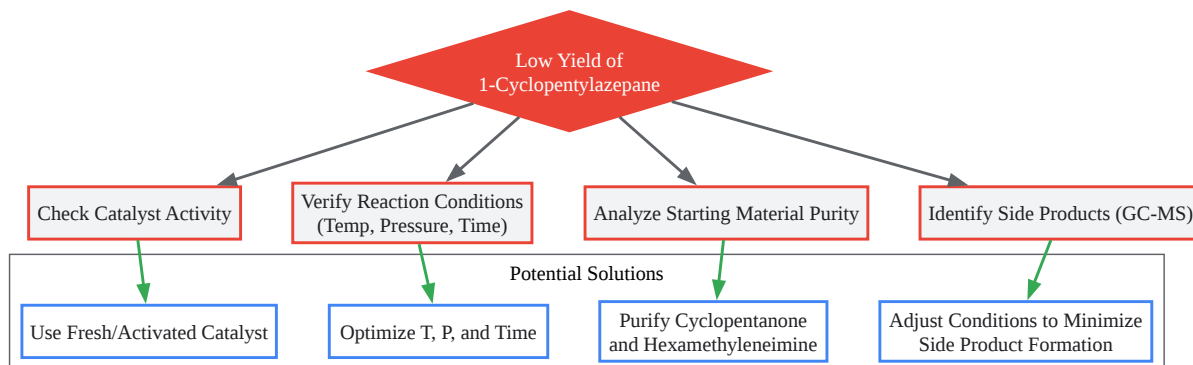 Low Yield of
1-Cyclopentylazepane
Check Catalyst Activity
Verify Reaction Conditions
(Temp, Pressure, Time)
Analyze Starting Material Purity
Identify Side Products (GC-MS)
Potential Solutions
Use Fresh/Activated Catalyst
Optimize T, P, and Time
Purify Cyclopentanone
and Hexamethyleneimine
Adjust Conditions to Minimize
Side Product Formation